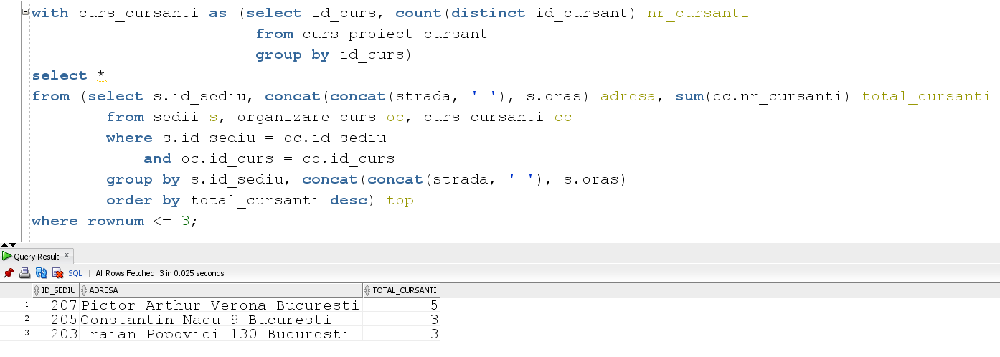 with curs_cursanti as (select id_curs, count(distinct id_cursant) nr_cursanti
from curs_proiect_cursant
group by id_curs)
select *
from (select s.id_sediu, concat(concat(strada, ' '), s.oras) adresa, sum(cc.nr_cursanti) total_cursanti
from sedii s, organizare_curs oc, curs_cursanti cc
where s.id_sediu = oc.id_sediu
and oc.id_curs = cc.id_curs
group by s.id_sediu, concat(concat(strada, ' '), s.oras)
order by total_cursanti desc) top
where rownum <= 3;
Query Result x
SQL | All Rows Fetched: 3 in 0.025 seconds
ID_SEDIU ADRESA TOTAL_CURSANTI
1 207 Pictor Arthur Verona Bucuresti 5
2 205 Constantin Nacu 9 Bucuresti 3
3 203 Traian Popovici 130 Bucuresti 3